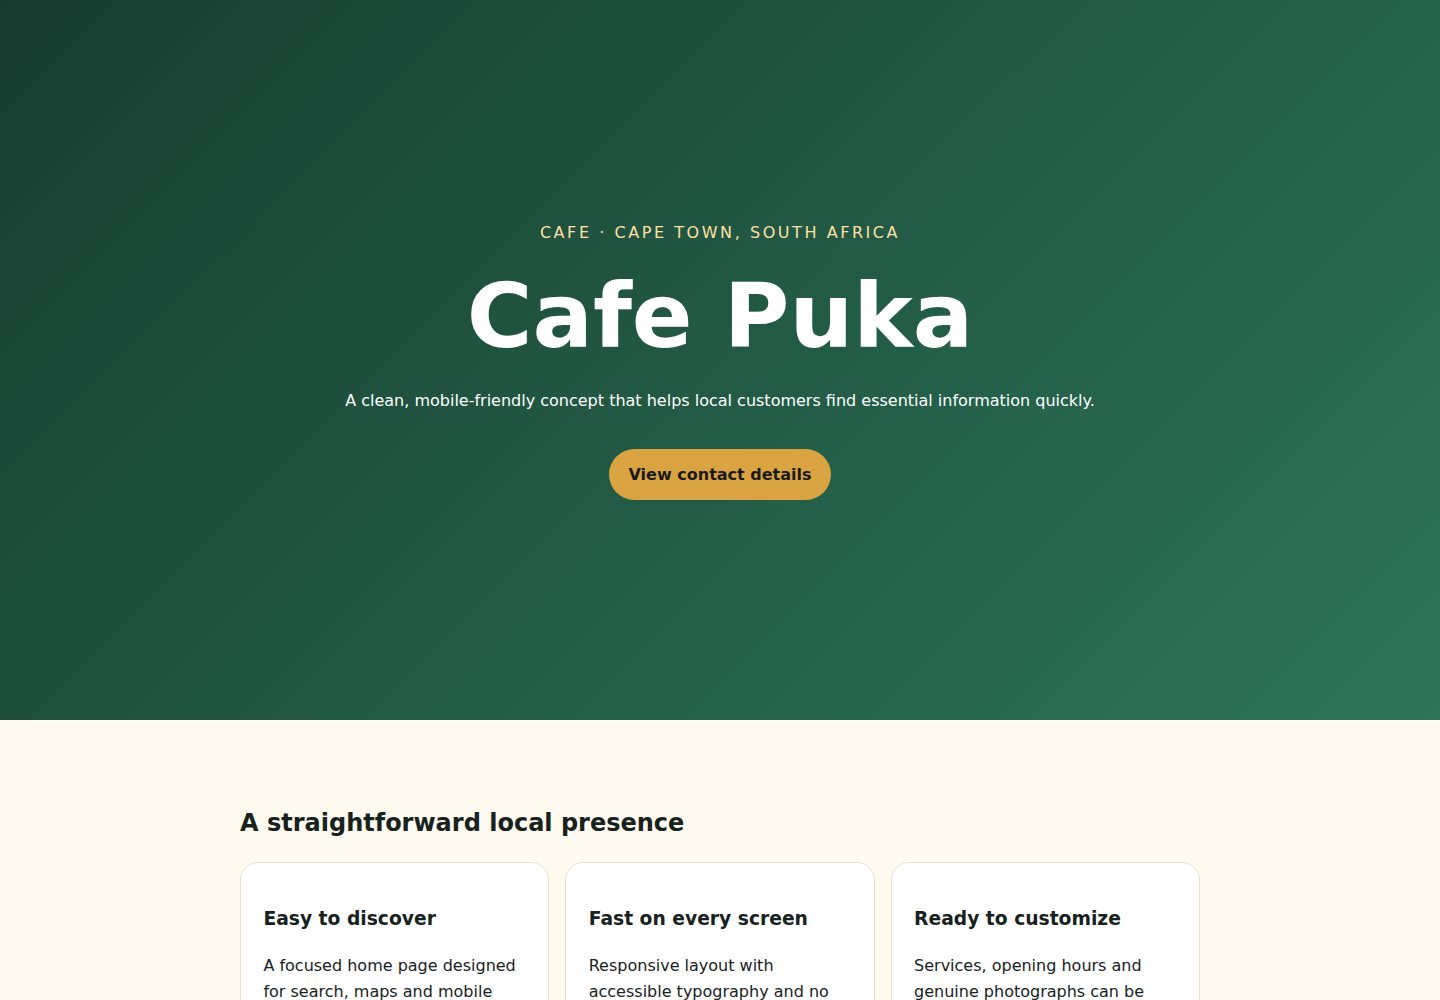 CAFE · CAPE TOWN, SOUTH AFRICA
Cafe Puka
A clean, mobile-friendly concept that helps local customers find essential information quickly.
View contact details
A straightforward local presence
Easy to discover
A focused home page designed
for search, maps and mobile
Fast on every screen
Responsive layout with
accessible typography and no
Ready to customize
Services, opening hours and
genuine photographs can be